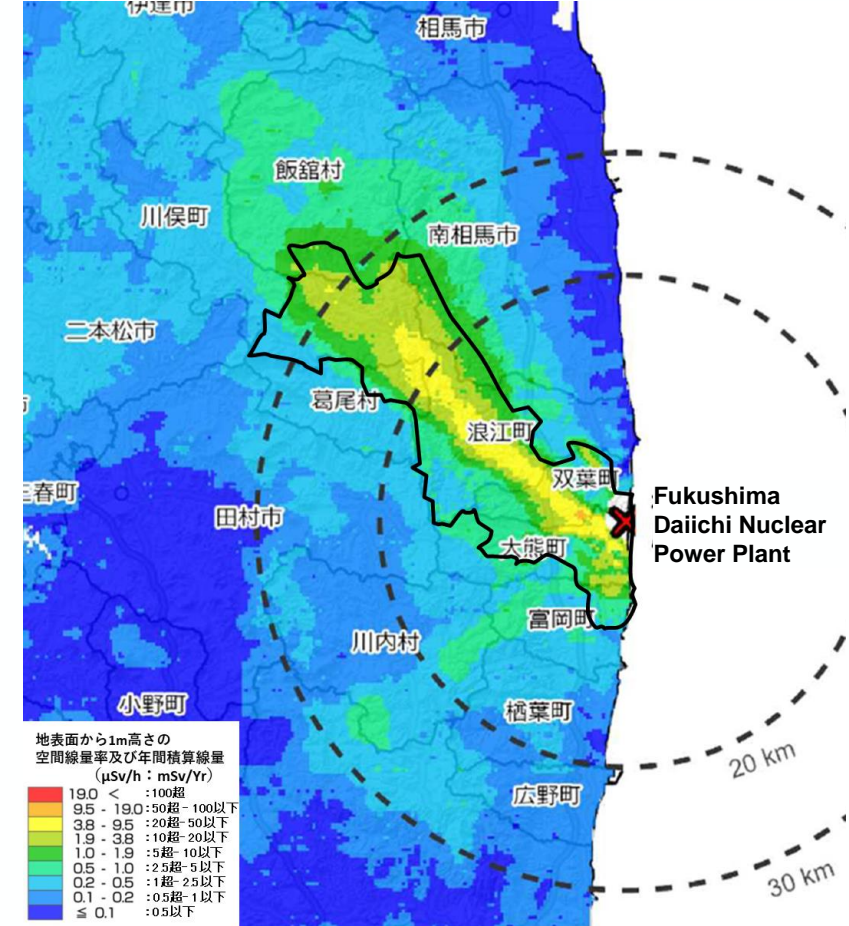 伊達市
相馬市
飯舘村
川俣町
南相馬市
二本松市
葛尾村
浪江町
双葉町
三春町
Fukushima
Daiichi Nuclear
Power Plant
田村市
大熊町
富岡町
川内村
小野町
楢葉町
20 km
広野町
30 km
地表面から1m高さの
空間線量率及び年間積算線量
（μSv/h：mSv/Yr）
19.0 < :100超
9.5 - 19.0:50超-100以下
3.8 - 9.5 :20超-50以下
1.9 - 3.8 :10超-20以下
1.0 - 1.9 :5超-10以下
0.5 - 1.0 :2.5超-5以下
0.2 - 0.5 :1超-2.5以下
0.1 - 0.2 :0.5超-1以下
≦ 0.1 :0.5以下